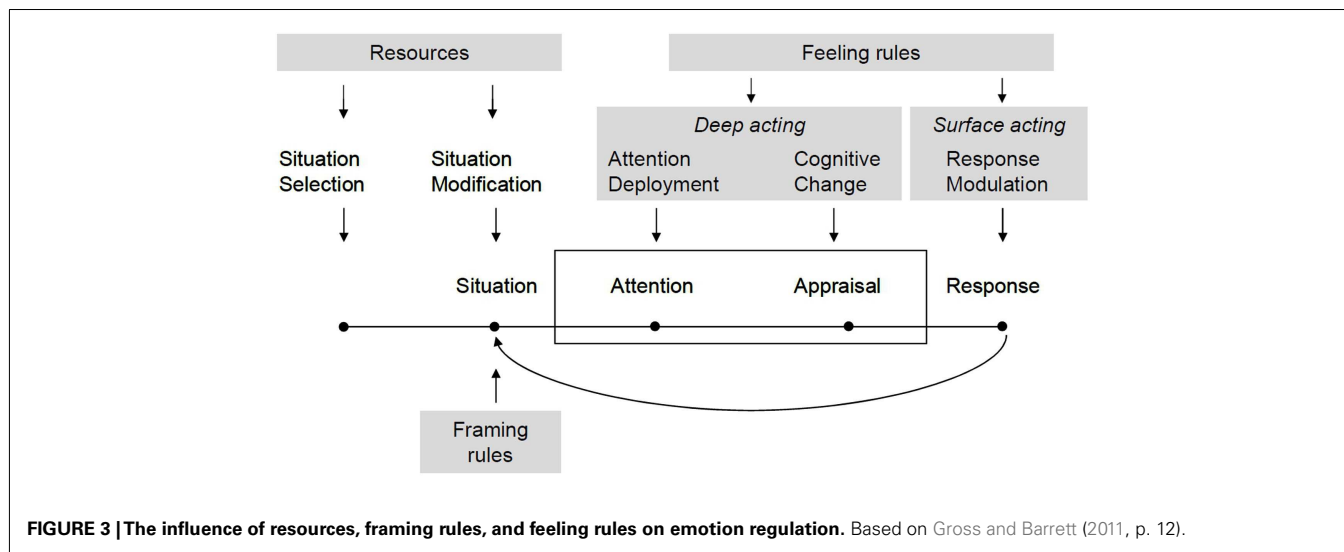 Resources
Feeling rules
Deep acting
Surface acting
Situation
Selection
Situation
Modification
Attention
Deployment
Cognitive
Change
Response
Modulation
Situation
Attention
Appraisal
Response
Framing
rules
FIGURE 3 | The influence of resources, framing rules, and feeling rules on emotion regulation. Based on Gross and Barrett (2011, p. 12).